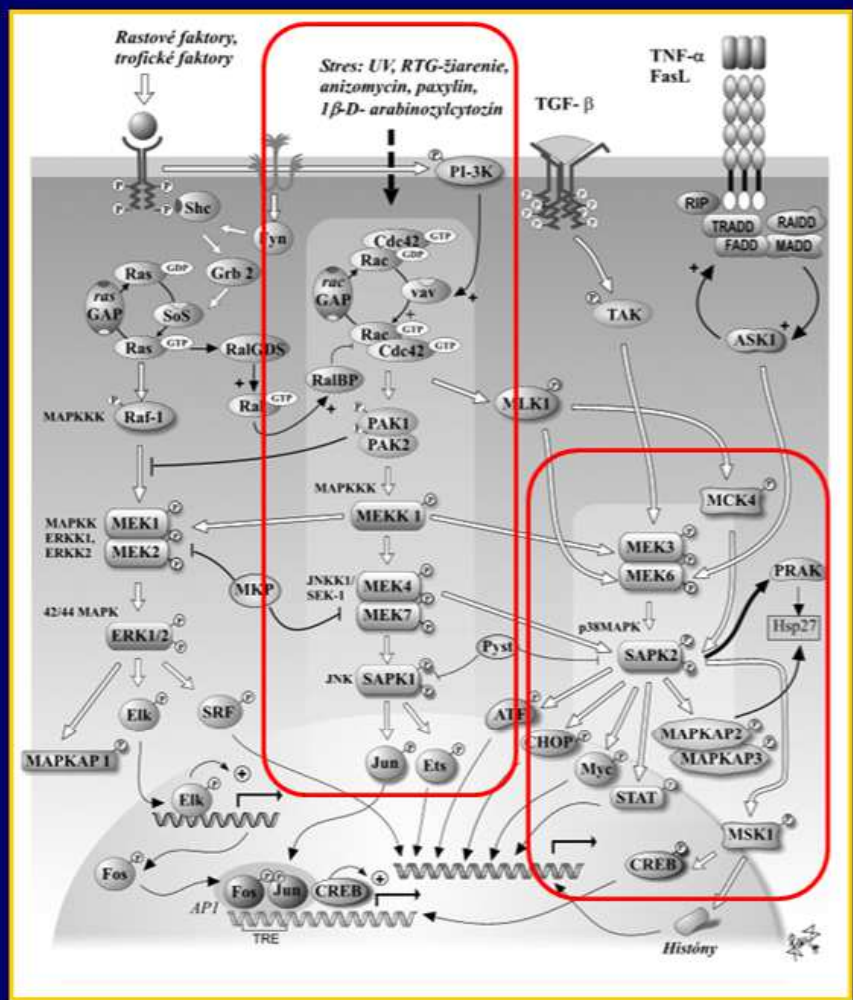 Rastové faktory,
trofické faktory
Stres: UV, RTG-žiarenie,
anizomycin, paxylin,
1β-D- arabinozylcytozín
TGF- β
TNF-α
FasL
P
PI-3K
P
P
P
P
Shc
Fyn
RIP
TRADD
RAIDD
FADD
MADD
Cdc42
GTP
Rac
GDP
Ras
GDP
Grb 2
ras
GAP
SoS
Ras
GTP
RalGDS
rac
GAP
vav
+
+
Rac
GTP
Cdc42
GTP
P
TAK
+
ASK1
+
+
Ral
GTP
RalBP
+
MAPKKK
P
Raf-1
PAK1
PAK2
MLK1
P
MCK4
P
MAPKKK
MEKK 1
P
MAPKK
ERKK1,
ERKK2
MEK1
P
MEK2
P
MEK3
P
MEK6
P
PRAK
P
MKP
JNKK1/
SEK-1
MEK4
P
MEK7
P
Hsp27
42/44 MAPK
ERK1/2
P
P
p38MAPK
SAPK2
P
P
Pyst
JNK
SAPK1
P
P
Elk
P
SRF
P
ATF
P
CHOP
P
MAPKAP2
P
MAPKAP3
P
MAPKAP 1
P
Jun
P
Ets
P
Myc
P
STAT
Elk
P
+
MSK1
P
CREB
P
Fos
P
AP1
Fos
P
Jun
P
CREB
+
TRE
Históny